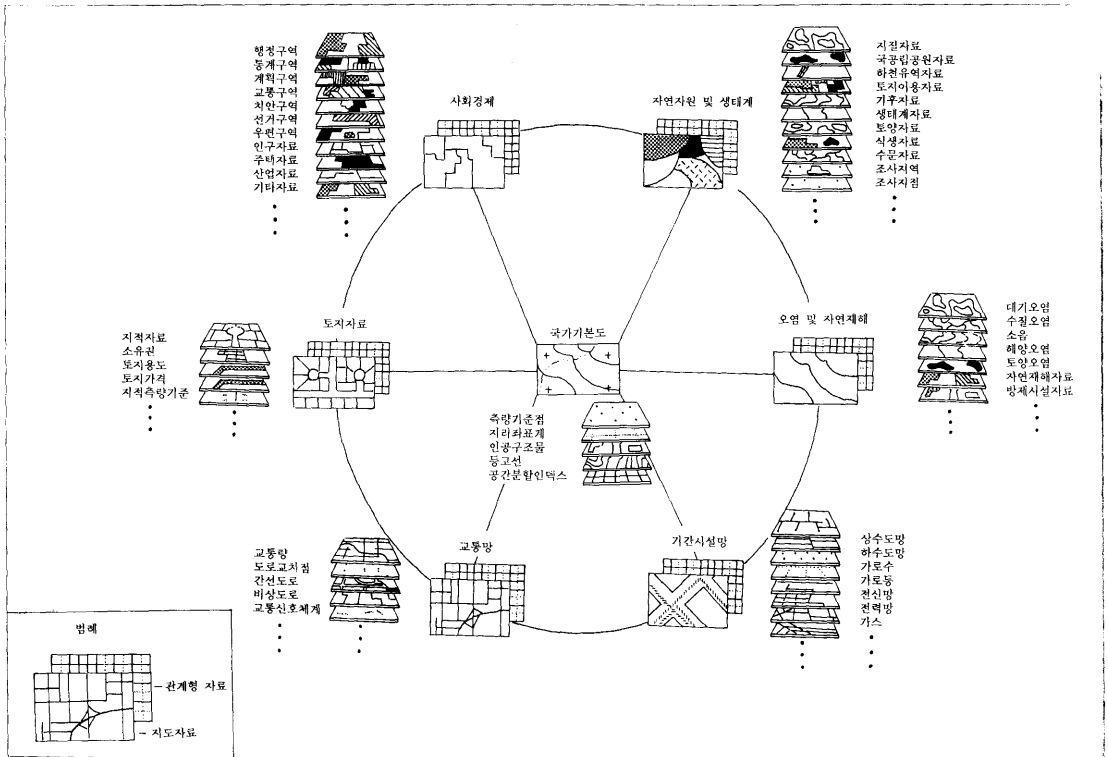 사회경제
행정구역
통계구역
계획구역
교통구역
치안구역
선거구역
우편구역
인구자료
주택자료
산업자료
기타자료
자연자원 및 생태계
지질자료
국공립공원자료
하천유역자료
토지이용자료
기후자료
생태계자료
토양자료
식생자료
수문자료
조사지역
조사지점
토지자료
지적자료
소유권
토지용도
토지가격
지적측량기준
국가기본도
측량기준점
지리좌표계
인공구조물
등고선
공간분할인덱스
오염 및 자연재해
대기오염
수질오염
소음
해양오염
토양오염
자연재해자료
방재시설자료
교통망
교통량
도로교차점
간선도로
비상도로
교통신호체계
기간시설망
상수도망
하수도망
가로수
가로등
전신망
전력망
가스
범례
관계형 자료
지도자료